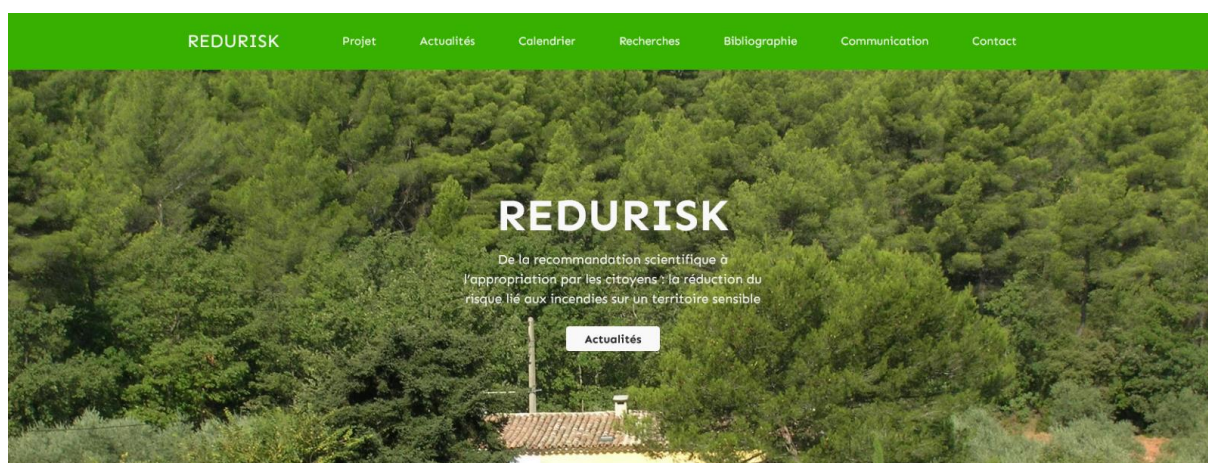 REDURISK Projet Actualités Calendrier Recherches Bibliographie Communication Contact
REDURISK
De la recommandation scientifique à
l'appropriation par les citoyens : la réduction du
risque lié aux incendies sur un territoire sensible
Actualités